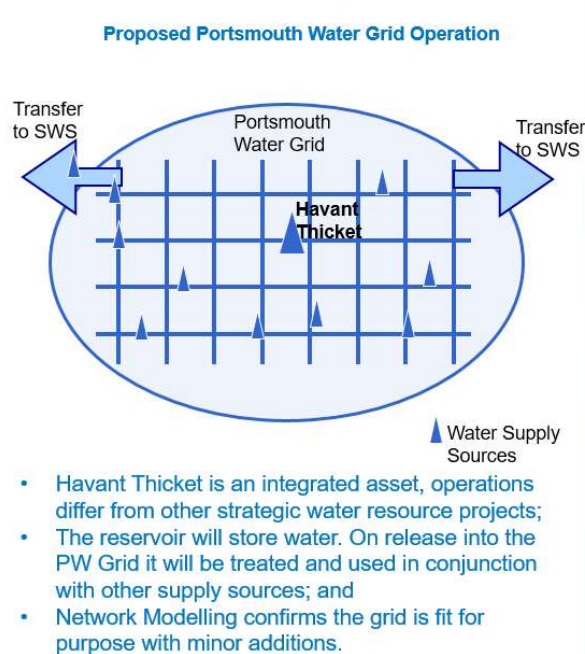 Proposed Portsmouth Water Grid Operation
Transfer
to SWS
Portsmouth
Water Grid
Transfer
to SWS
Havant
Thicket
Water Supply
Sources
• Havant Thicket is an integrated asset, operations
differ from other strategic water resource projects;
• The reservoir will store water. On release into the
PW Grid it will be treated and used in conjunction
with other supply sources; and
• Network Modelling confirms the grid is fit for
purpose with minor additions.